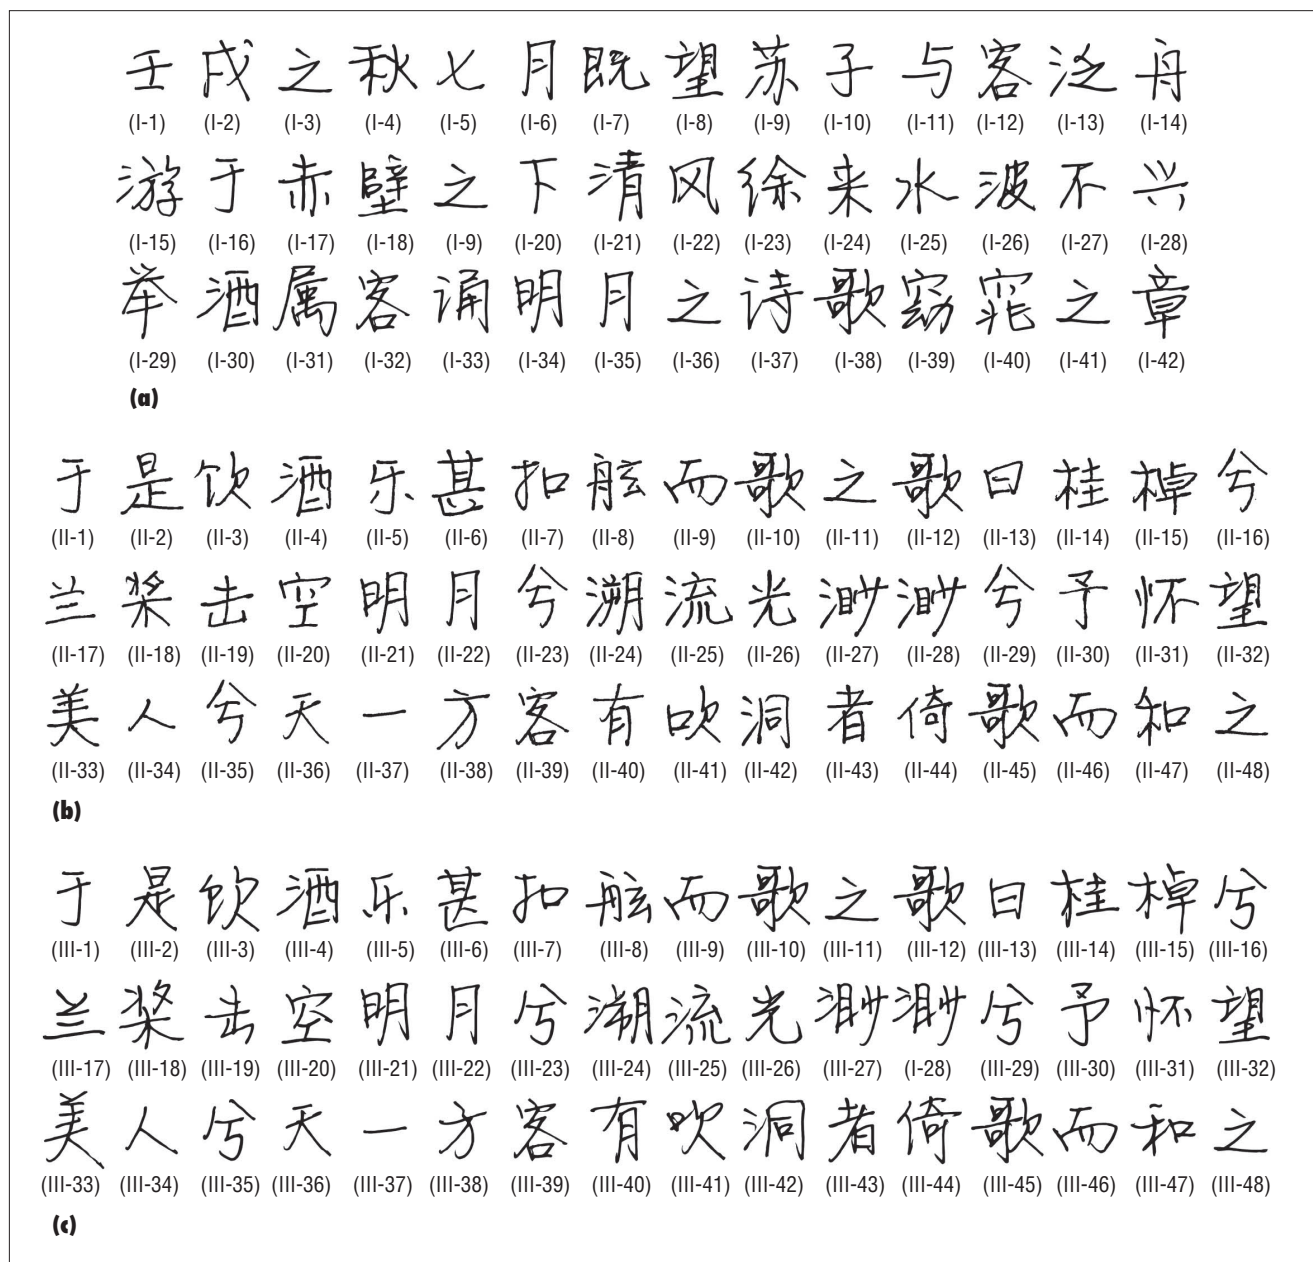 壬戌之秋七月既望苏子与客泛舟
(I-1) (I-2) (I-3) (I-4) (I-5) (I-6) (I-7) (I-8) (I-9) (I-10) (I-11) (I-12) (I-13) (I-14)
游于赤壁之下清风徐来水波不兴
(I-15) (I-16) (I-17) (I-18) (I-9) (I-20) (I-21) (I-22) (I-23) (I-24) (I-25) (I-26) (I-27) (I-28)
举酒属客诵明月之诗歌窈窕之章
(I-29) (I-30) (I-31) (I-32) (I-33) (I-34) (I-35) (I-36) (I-37) (I-38) (I-39) (I-40) (I-41) (I-42)
(a)
于是饮酒乐甚扣舷而歌之歌曰桂棹兮
(II-1) (II-2) (II-3) (II-4) (II-5) (II-6) (II-7) (II-8) (II-9) (II-10) (II-11) (II-12) (II-13) (II-14) (II-15) (II-16)
兰桨击空明月兮溯流光渺渺兮予怀望
(II-17) (II-18) (II-19) (II-20) (II-21) (II-22) (II-23) (II-24) (II-25) (II-26) (II-27) (II-28) (II-29) (II-30) (II-31) (II-32)
美人兮天一方客有吹洞者倚歌而和之
(II-33) (II-34) (II-35) (II-36) (II-37) (II-38) (II-39) (II-40) (II-41) (II-42) (II-43) (II-44) (II-45) (II-46) (II-47) (II-48)
(b)
于是饮酒乐甚扣舷而歌之歌曰桂棹兮
(III-1) (III-2) (III-3) (III-4) (III-5) (III-6) (III-7) (III-8) (III-9) (III-10) (III-11) (III-12) (III-13) (III-14) (III-15) (III-16)
兰桨击空明月兮溯流光渺渺兮予怀望
(III-17) (III-18) (III-19) (III-20) (III-21) (III-22) (III-23) (III-24) (III-25) (III-26) (III-27) (I-28) (III-29) (III-30) (III-31) (III-32)
美人兮天一方客有吹洞者倚歌而和之
(III-33) (III-34) (III-35) (III-36) (III-37) (III-38) (III-39) (III-40) (III-41) (III-42) (III-43) (III-44) (III-45) (III-46) (III-47) (III-48)
(c)